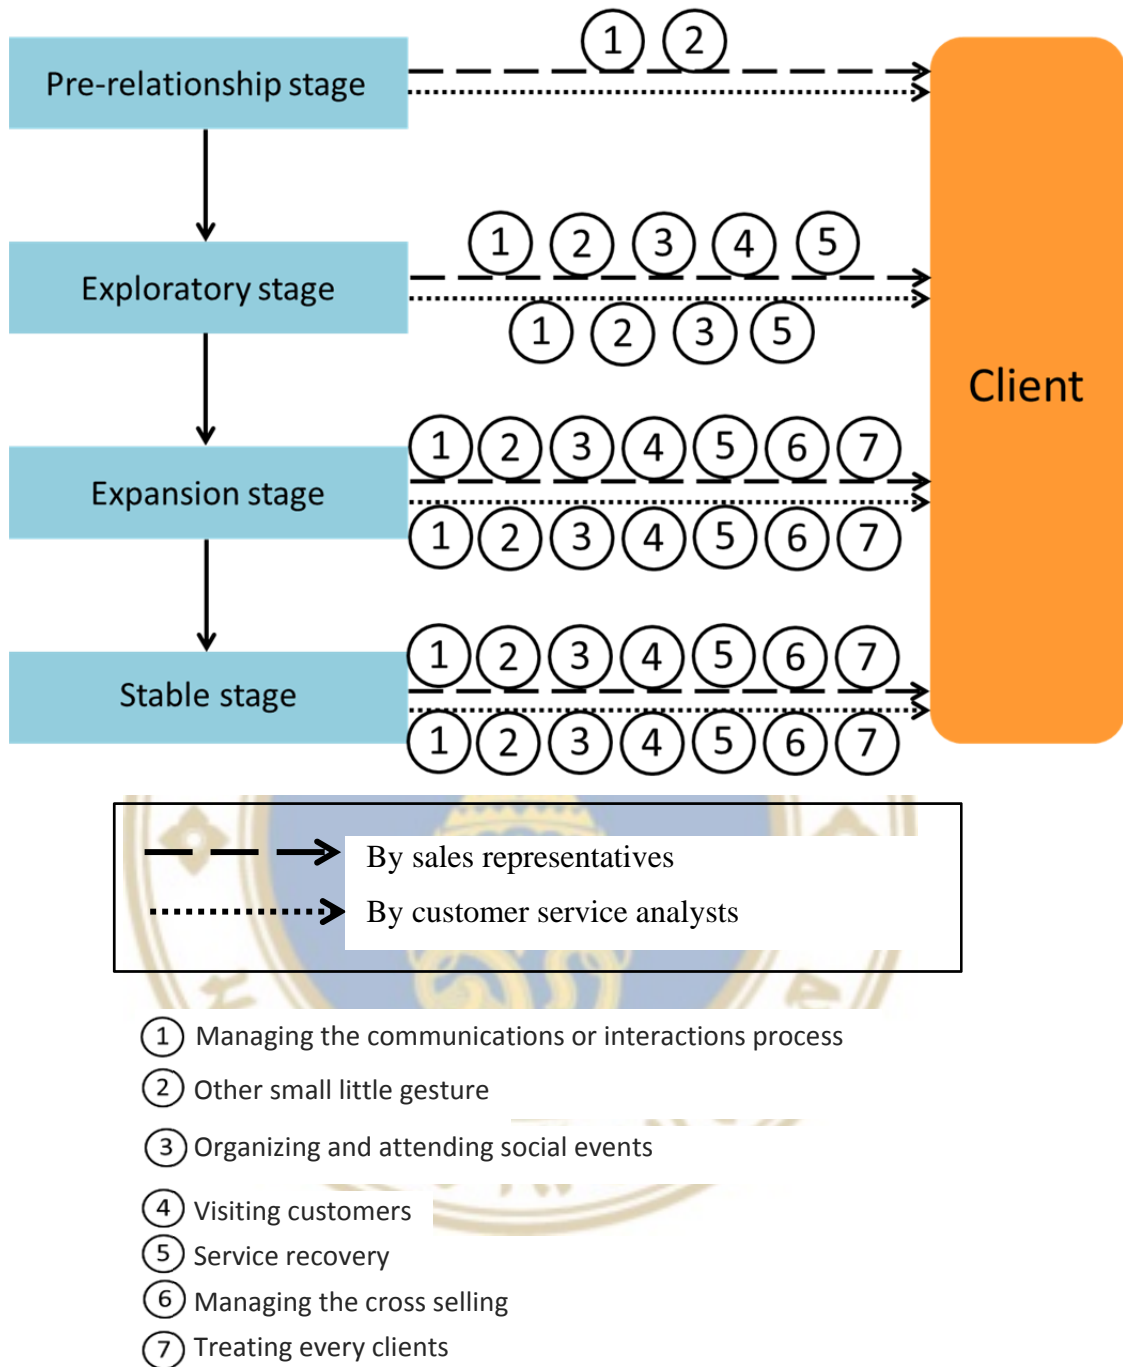 1 2
Pre-relationship stage
1 2 3 4 5
Exploratory stage
1 2 3 5
Client
1 2 3 4 5 6 7
Expansion stage
1 2 3 4 5 6 7
1 2 3 4 5 6 7
Stable stage
1 2 3 4 5 6 7
By sales representatives
By customer service analysts
1 Managing the communications or interactions process
2 Other small little gesture
3 Organizing and attending social events
4 Visiting customers
5 Service recovery
6 Managing the cross selling
7 Treating every clients